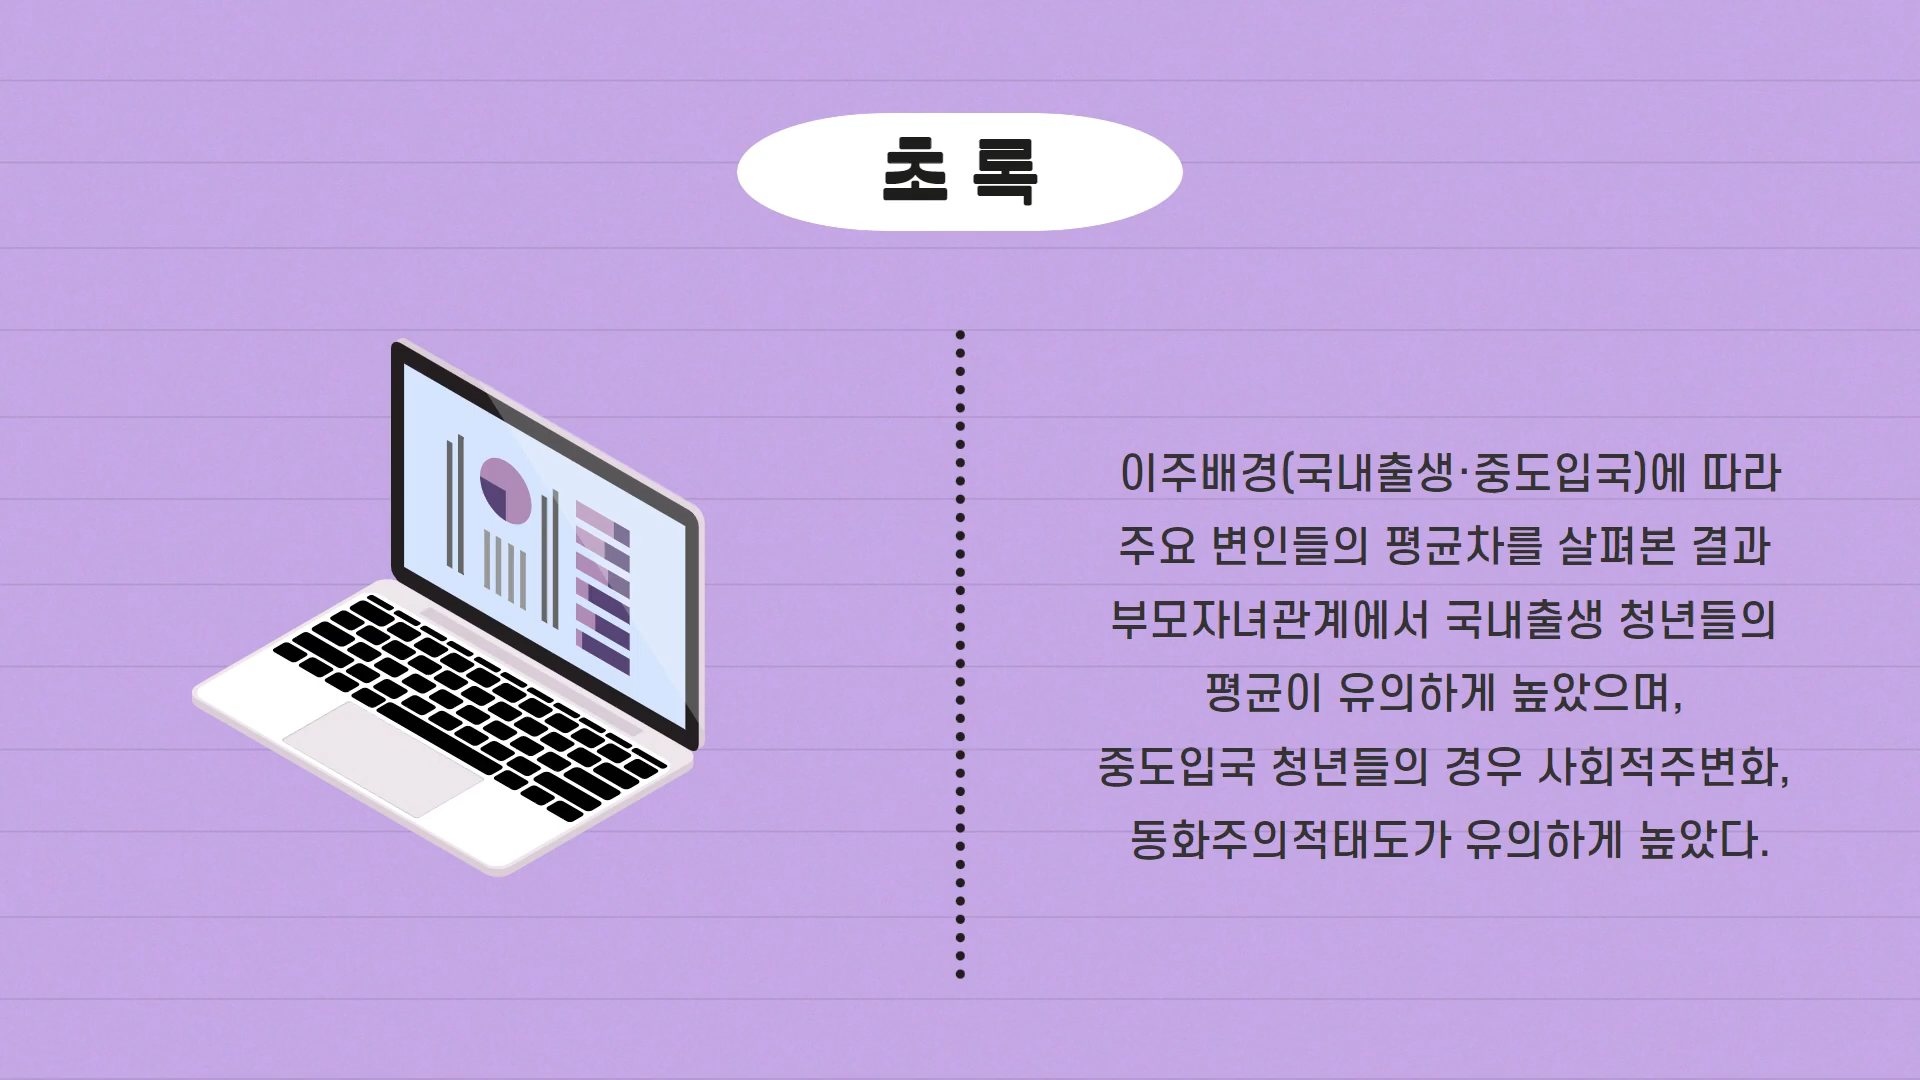 초록
이주배경(국내출생·중도입국)에 따라
주요 변인들의 평균차를 살펴본 결과
부모자녀관계에서 국내출생 청년들의
평균이 유의하게 높았으며,
중도입국 청년들의 경우 사회적주변화,
동화주의적태도가 유의하게 높았다.